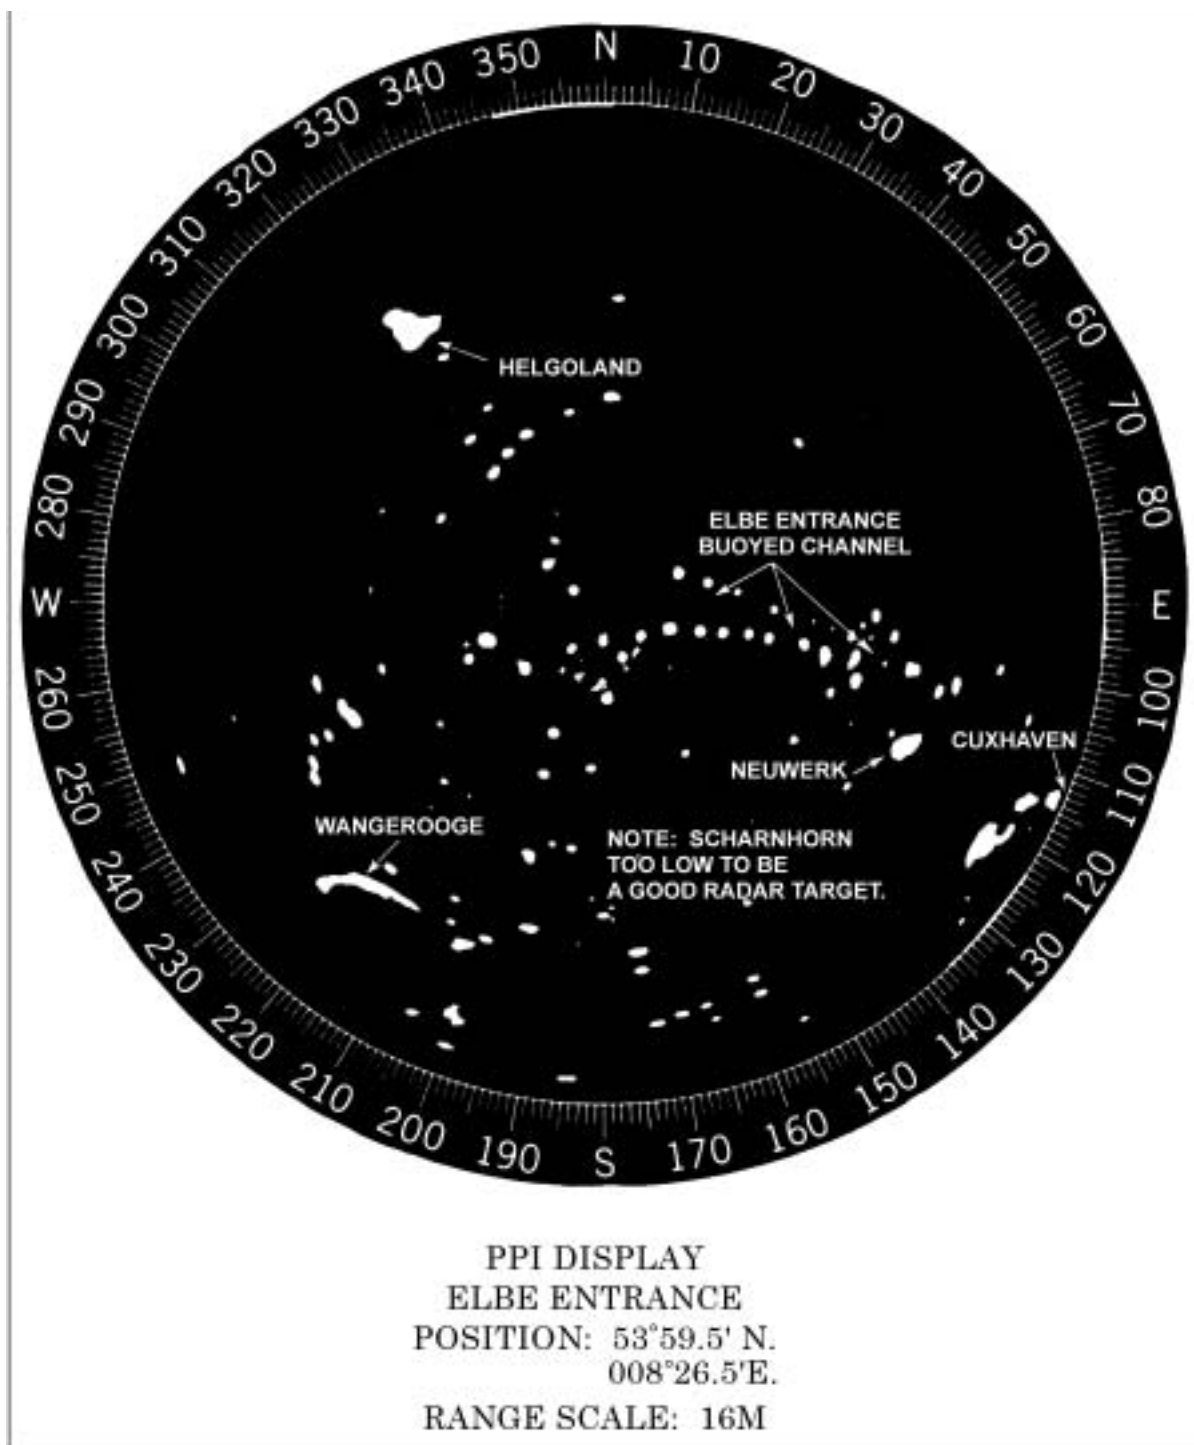 N
10
20
30
40
50
60
70
80
E
100
110
120
130
140
150
160
170
S
190
200
210
220
230
240
250
260
W
280
290
300
310
320
330
340
350
HELGOLAND
ELBE ENTRANCE
BUOYED CHANNEL
CUXHAVEN
NEUWERK
WANGEROOGE
NOTE: SCHARNHORN
TOO LOW TO BE
A GOOD RADAR TARGET.
PPI DISPLAY
ELBE ENTRANCE
POSITION: 53°59.5' N.
008°26.5'E.
RANGE SCALE: 16M